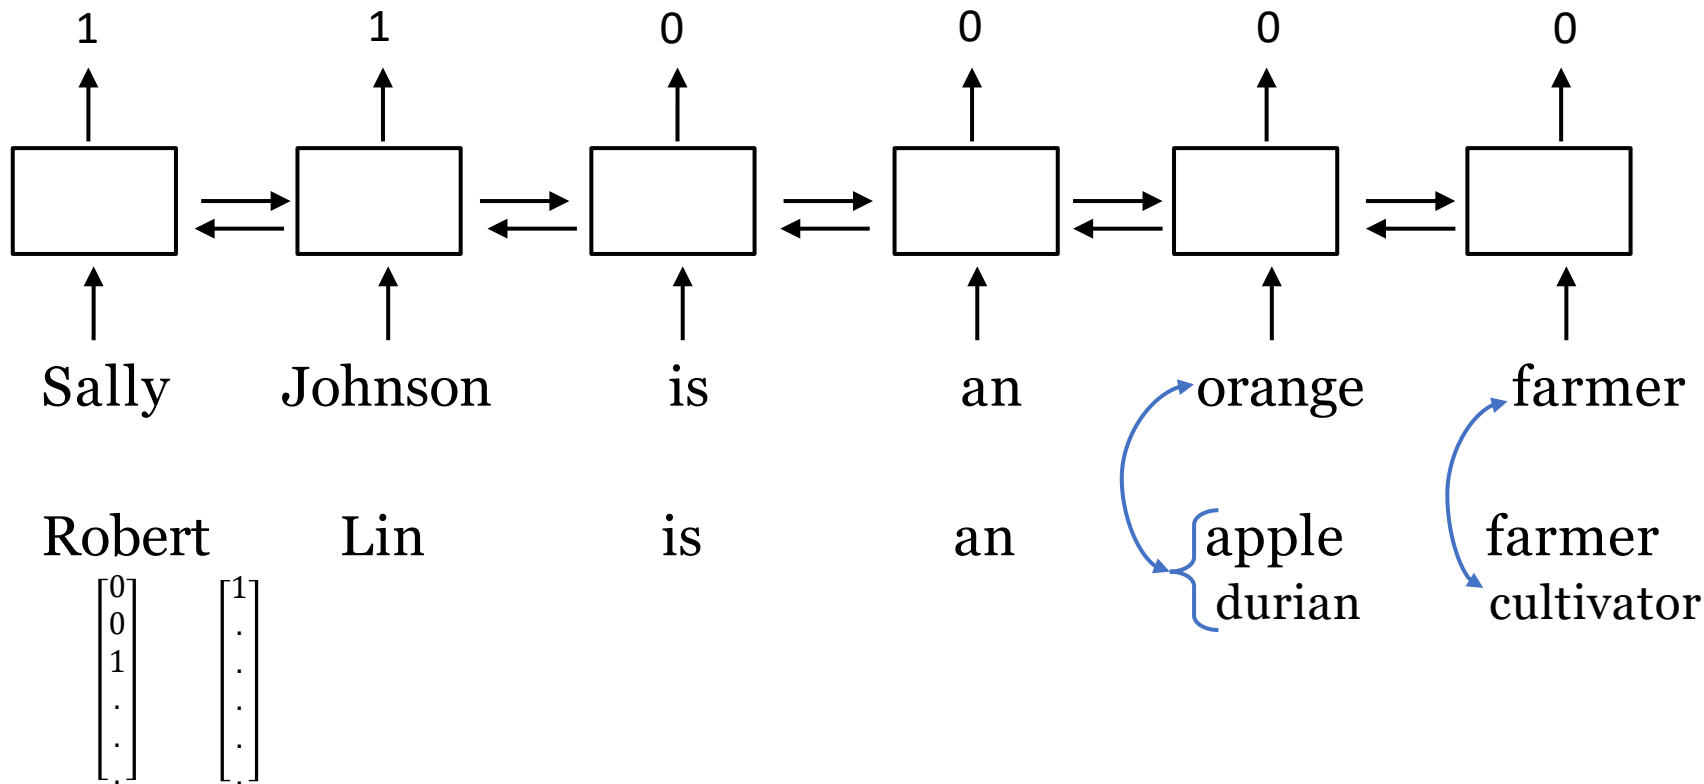 1 1 0 0 0 0
Sally Johnson is an orange farmer
Robert Lin is an apple farmer
durian cultivator
0 1
0 .
1 .
. .
. .
. .